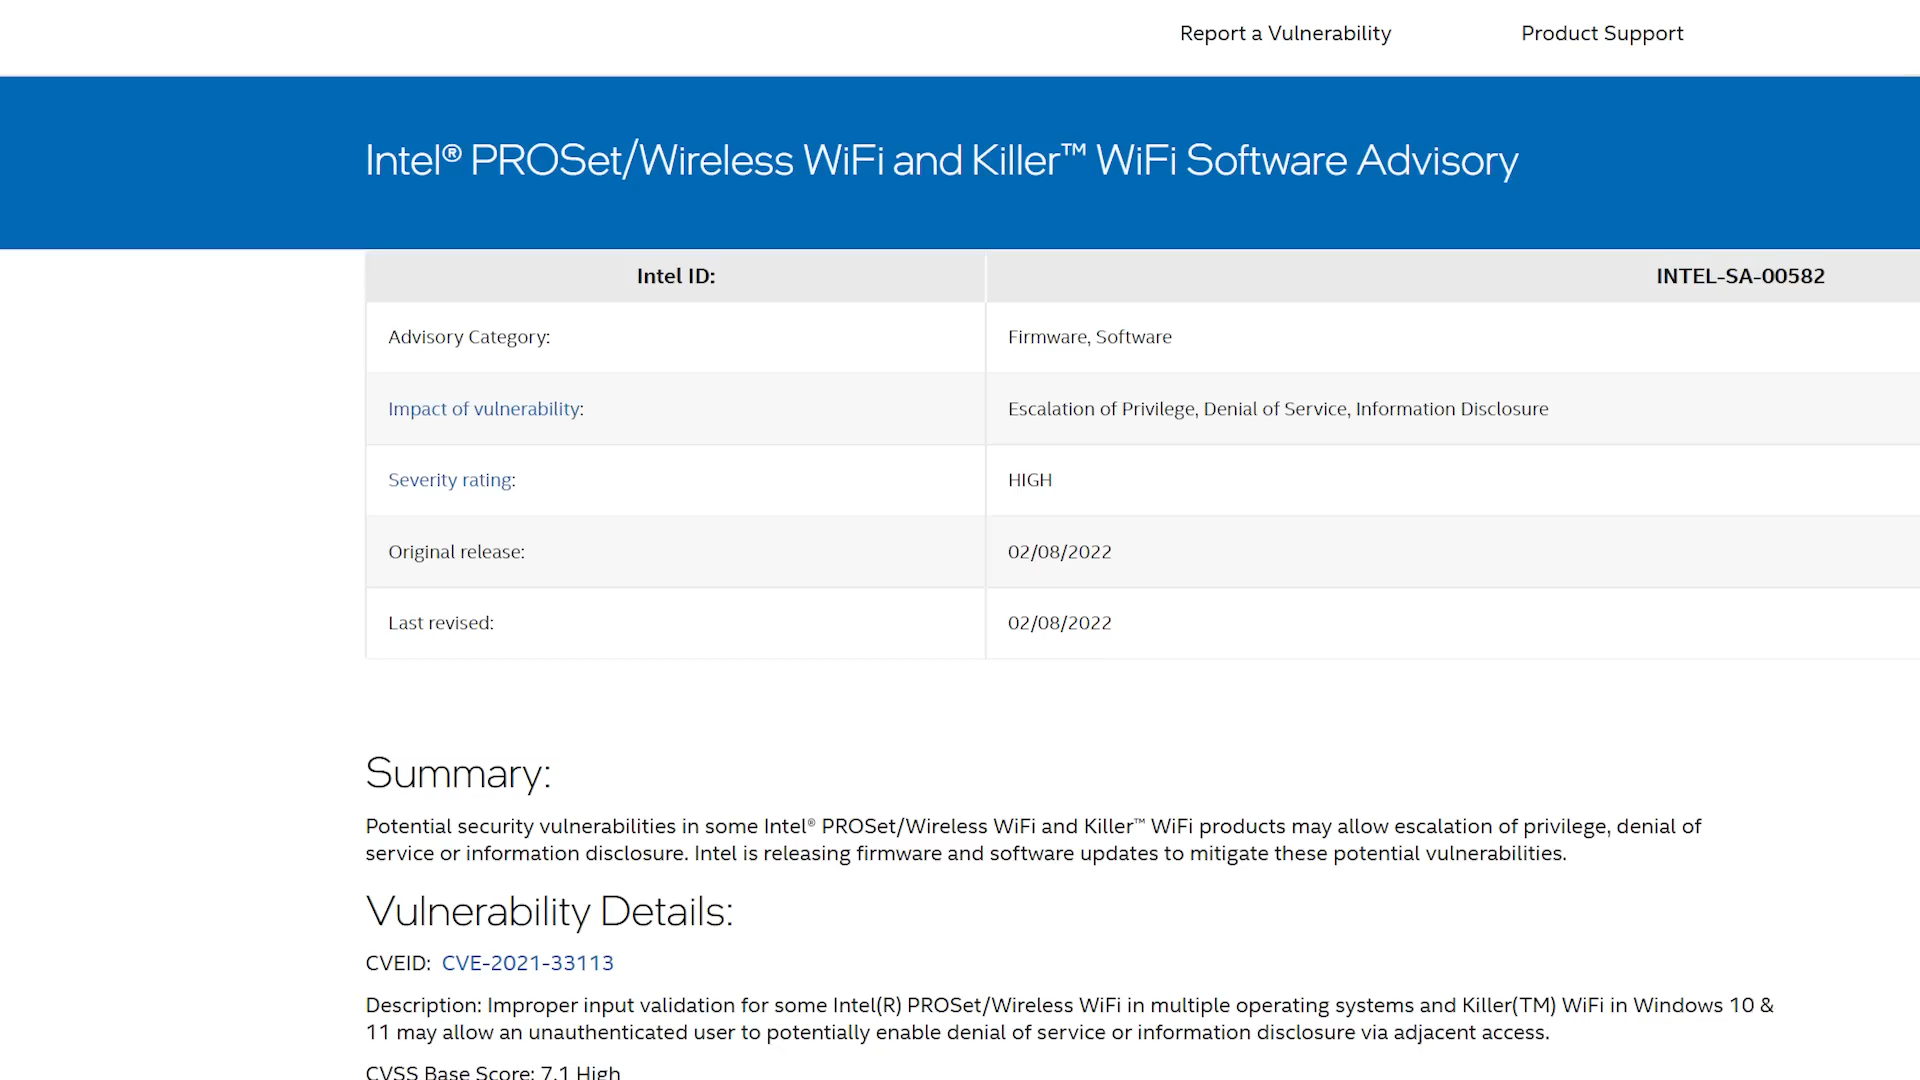 Report a Vulnerability Product Support
Intel® PROSet/Wireless WiFi and Killer™ WiFi Software Advisory
Intel ID: INTEL-SA-00582
Advisory Category: Firmware, Software
Impact of vulnerability: Escalation of Privilege, Denial of Service, Information Disclosure
Severity rating: HIGH
Original release: 02/08/2022
Last revised: 02/08/2022
Summary:
Potential security vulnerabilities in some Intel® PROSet/Wireless WiFi and Killer™ WiFi products may allow escalation of privilege, denial of
service or information disclosure. Intel is releasing firmware and software updates to mitigate these potential vulnerabilities.
Vulnerability Details:
CVEID: CVE-2021-33113
Description: Improper input validation for some Intel(R) PROSet/Wireless WiFi in multiple operating systems and Killer(TM) WiFi in Windows 10 &
11 may allow an unauthenticated user to potentially enable denial of service or information disclosure via adjacent access.
CVSS Base Score: 7.1 High